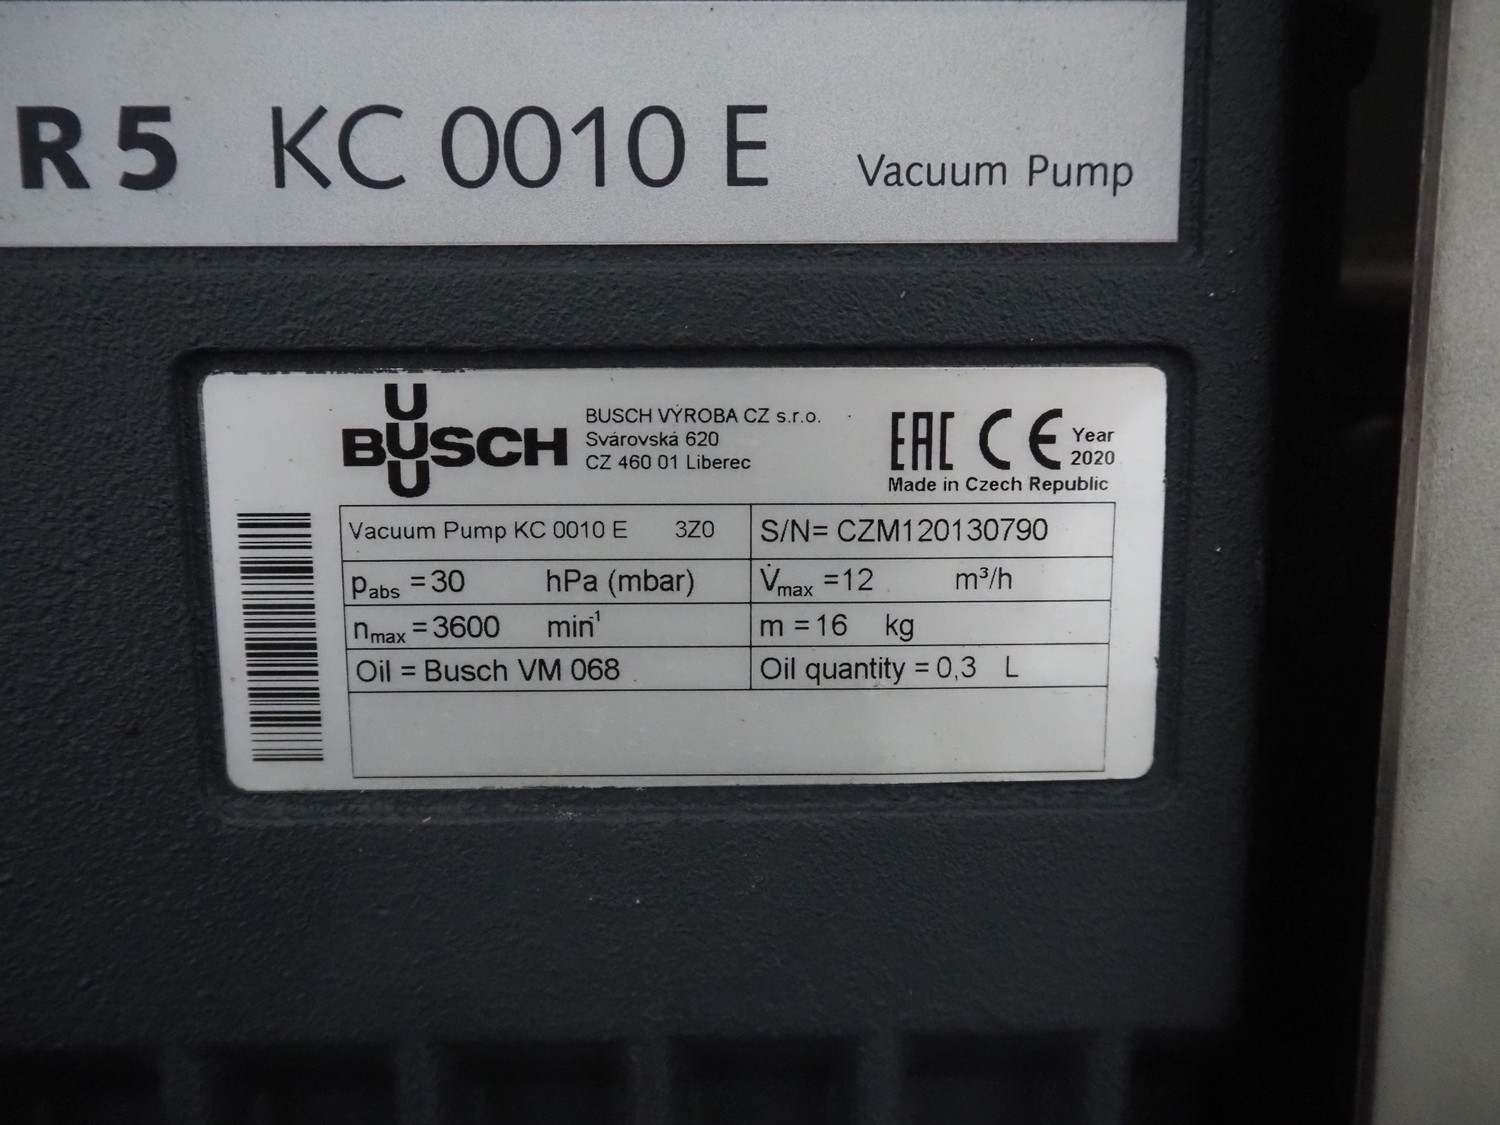 R 5 KC 0010 E Vacuum Pump
BUSCH
U
U
BUSCH VÝROBA CZ s.r.o.
Svárovská 620
CZ 460 01 Liberec
EAC CE Year
2020
Made in Czech Republic
Vacuum Pump KC 0010 E 3Z0 S/N= CZM120130790
pabs = 30 hPa (mbar) V̇max = 12 m³/h
nmax = 3600 min⁻¹ m = 16 kg
Oil = Busch VM 068 Oil quantity = 0,3 L